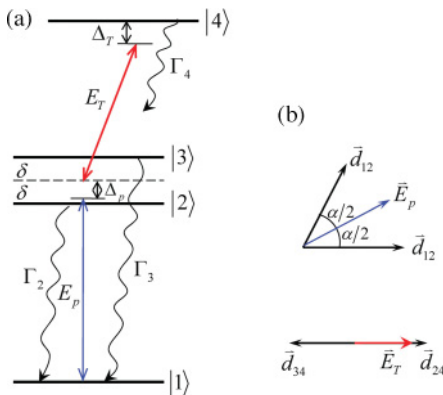 (a)
|4⟩
Δ_T
Γ_4
E_T
|3⟩
δ
δ
Δ_p
|2⟩
Γ_2
E_p
Γ_3
|1⟩
(b)
d⃗_12
E⃗_p
α/2
α/2
d⃗_12
d⃗_34
E⃗_T
d⃗_24